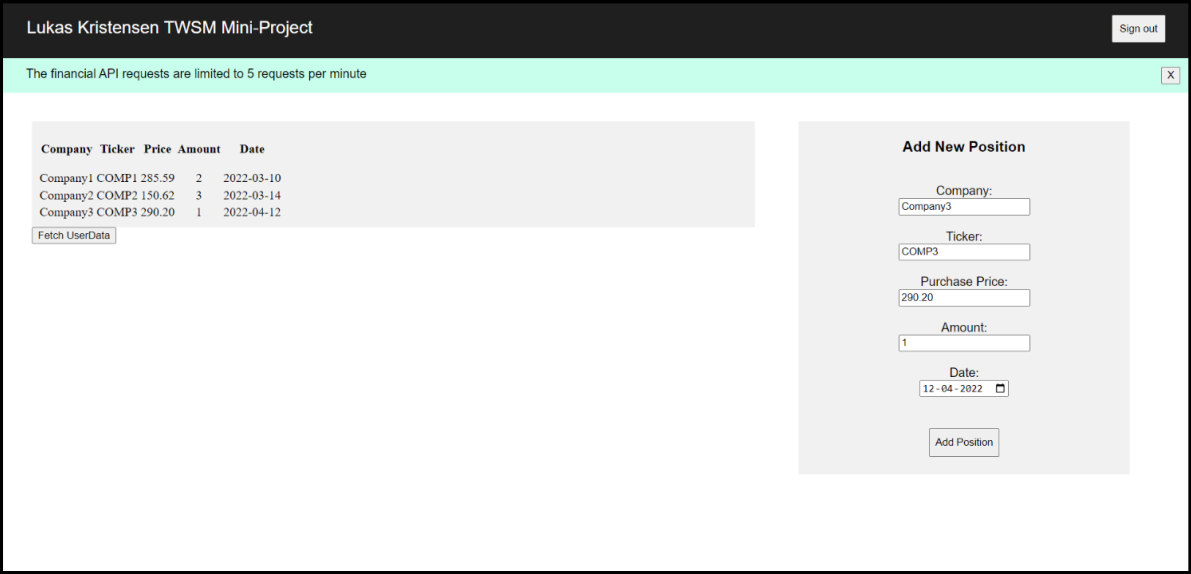 Lukas Kristensen TWSM Mini-Project
Sign out
The financial API requests are limited to 5 requests per minute
X
Company Ticker Price Amount Date
Company1 COMP1 285.59 2 2022-03-10
Company2 COMP2 150.62 3 2022-03-14
Company3 COMP3 290.20 1 2022-04-12
Fetch UserData
Add New Position
Company:
Company3
Ticker:
COMP3
Purchase Price:
290.20
Amount:
1
Date:
12-04-2022
Add Position